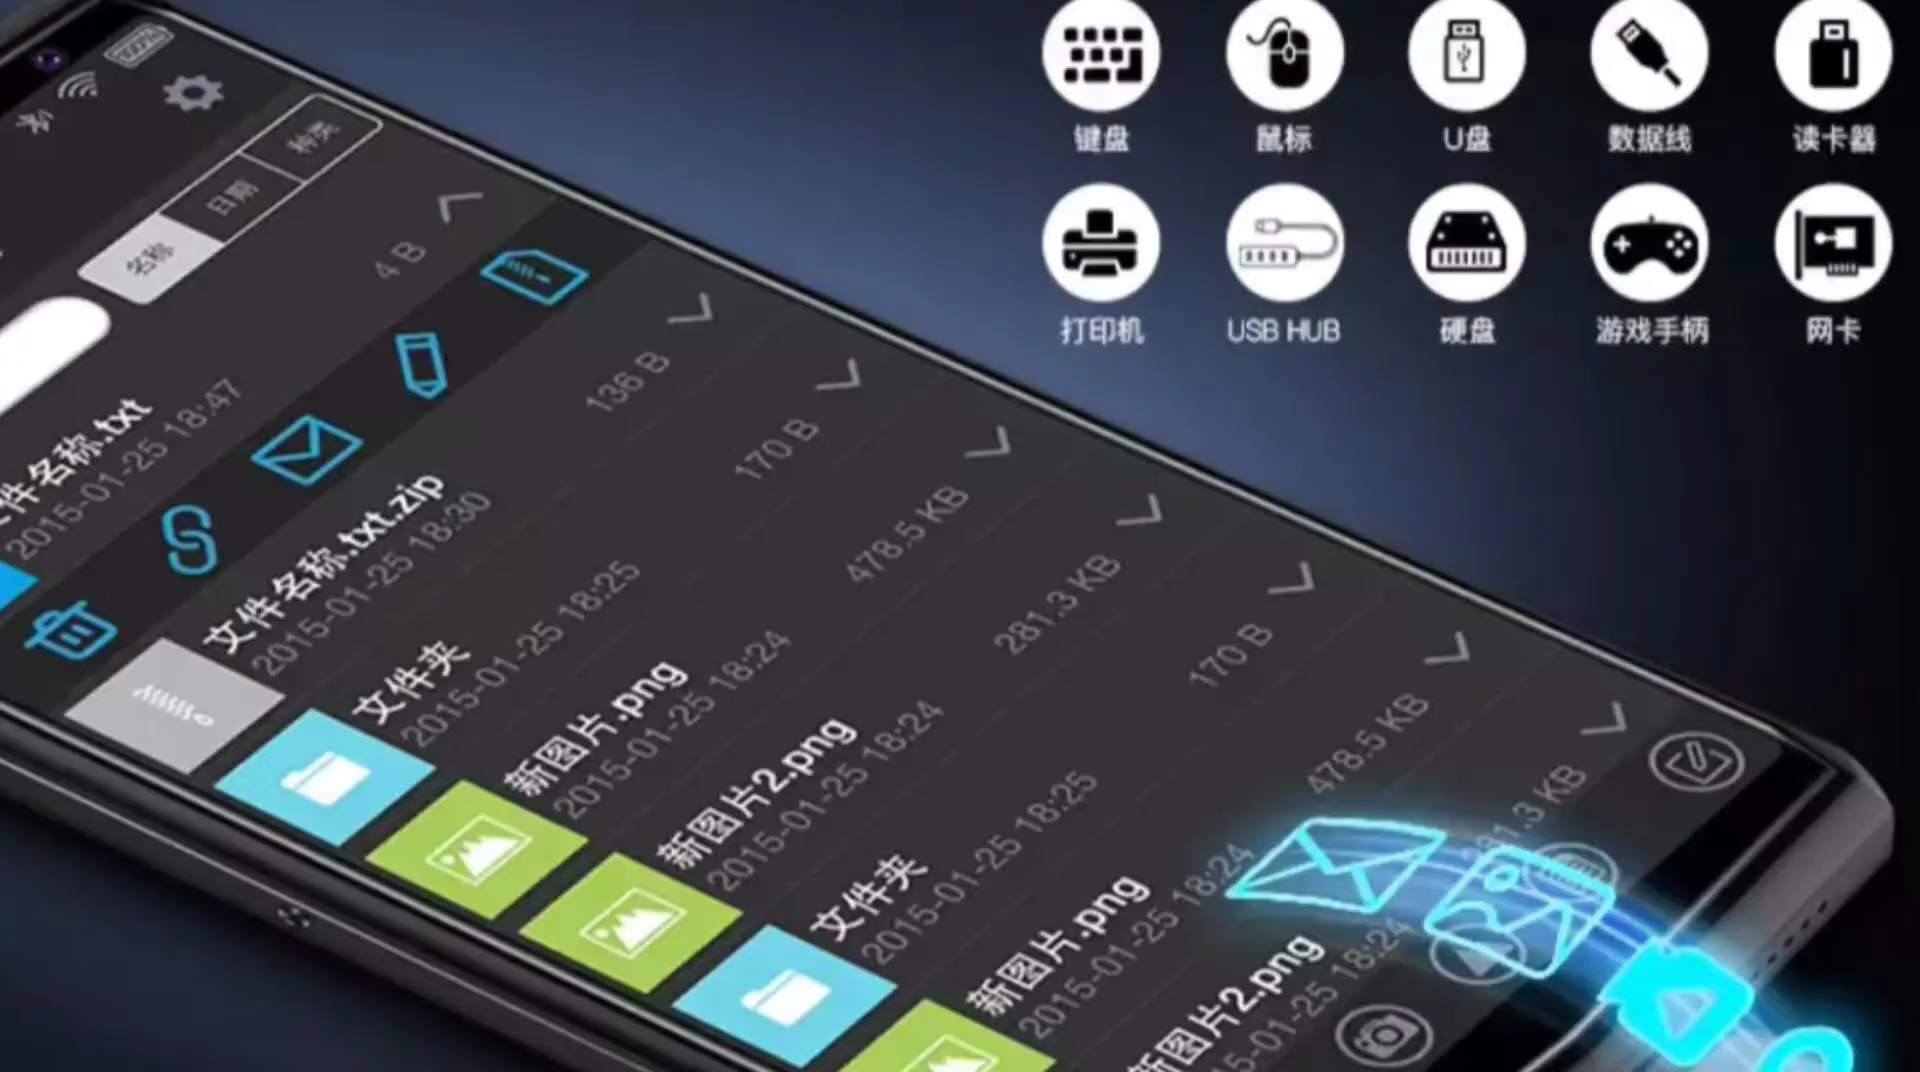 键盘
鼠标
U盘
数据线
读卡器
打印机
USB HUB
硬盘
游戏手柄
网卡
名称
日期
种类
文件名称.txt
2015-01-25 18:47
4 B
文件名称.txt.zip
2015-01-25 18:30
136 B
文件夹
2015-01-25 18:25
170 B
新图片.png
2015-01-25 18:24
478.5 KB
新图片2.png
2015-01-25 18:24
281.3 KB
文件夹
2015-01-25 18:25
170 B
新图片.png
2015-01-25 18:24
478.5 KB
新图片2.png
-01-25 18:24
31.3 KB